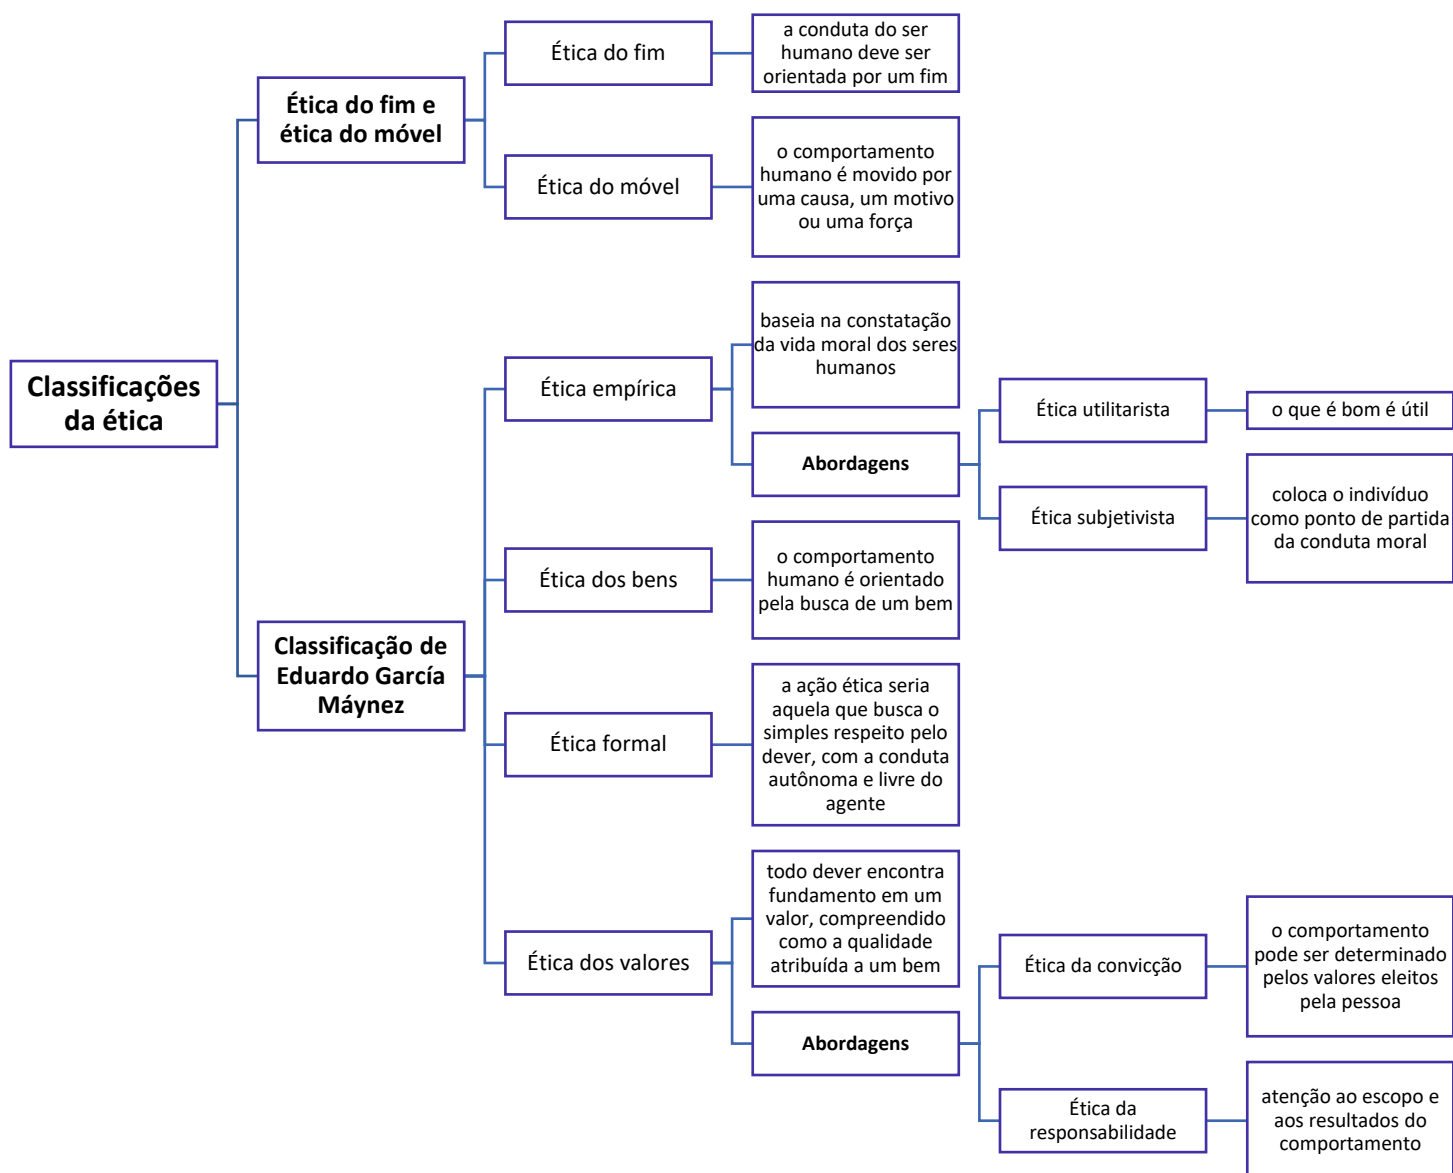 Classificações
da ética
Ética do fim e
ética do móvel
Ética do fim
a conduta do ser
humano deve ser
orientada por um fim
Ética do móvel
o comportamento
humano é movido por
uma causa, um motivo
ou uma força
Classificação de
Eduardo García
Máynez
Ética empírica
baseia na constatação
da vida moral dos seres
humanos
Abordagens
Ética utilitarista
o que é bom é útil
Ética subjetivista
coloca o indivíduo
como ponto de partida
da conduta moral
Ética dos bens
o comportamento
humano é orientado
pela busca de um bem
Ética formal
a ação ética seria
aquela que busca o
simples respeito pelo
dever, com a conduta
autônoma e livre do
agente
Ética dos valores
todo dever encontra
fundamento em um
valor, compreendido
como a qualidade
atribuída a um bem
Abordagens
Ética da convicção
o comportamento
pode ser determinado
pelos valores eleitos
pela pessoa
Ética da
responsabilidade
atenção ao escopo e
aos resultados do
comportamento